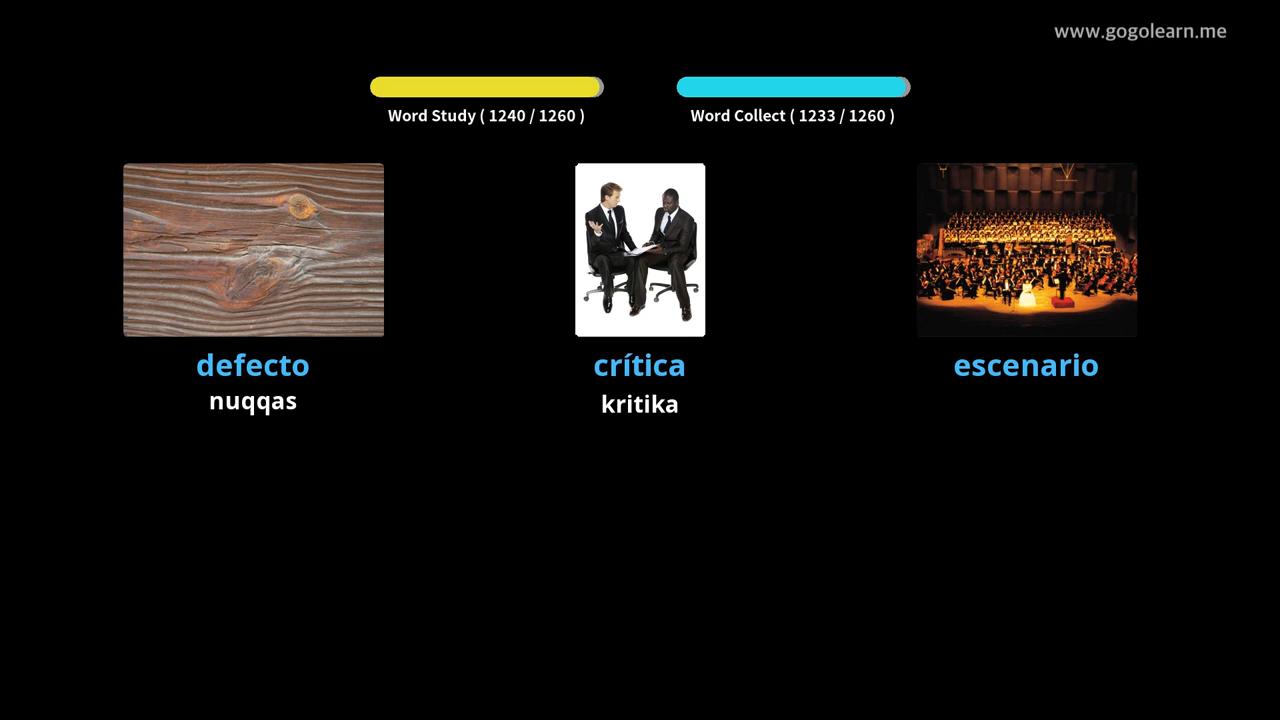 www.gogolearn.me
Word Study ( 1240 / 1260 )
Word Collect ( 1233 / 1260 )
defecto
nuqqas
crítica
kritika
escenario